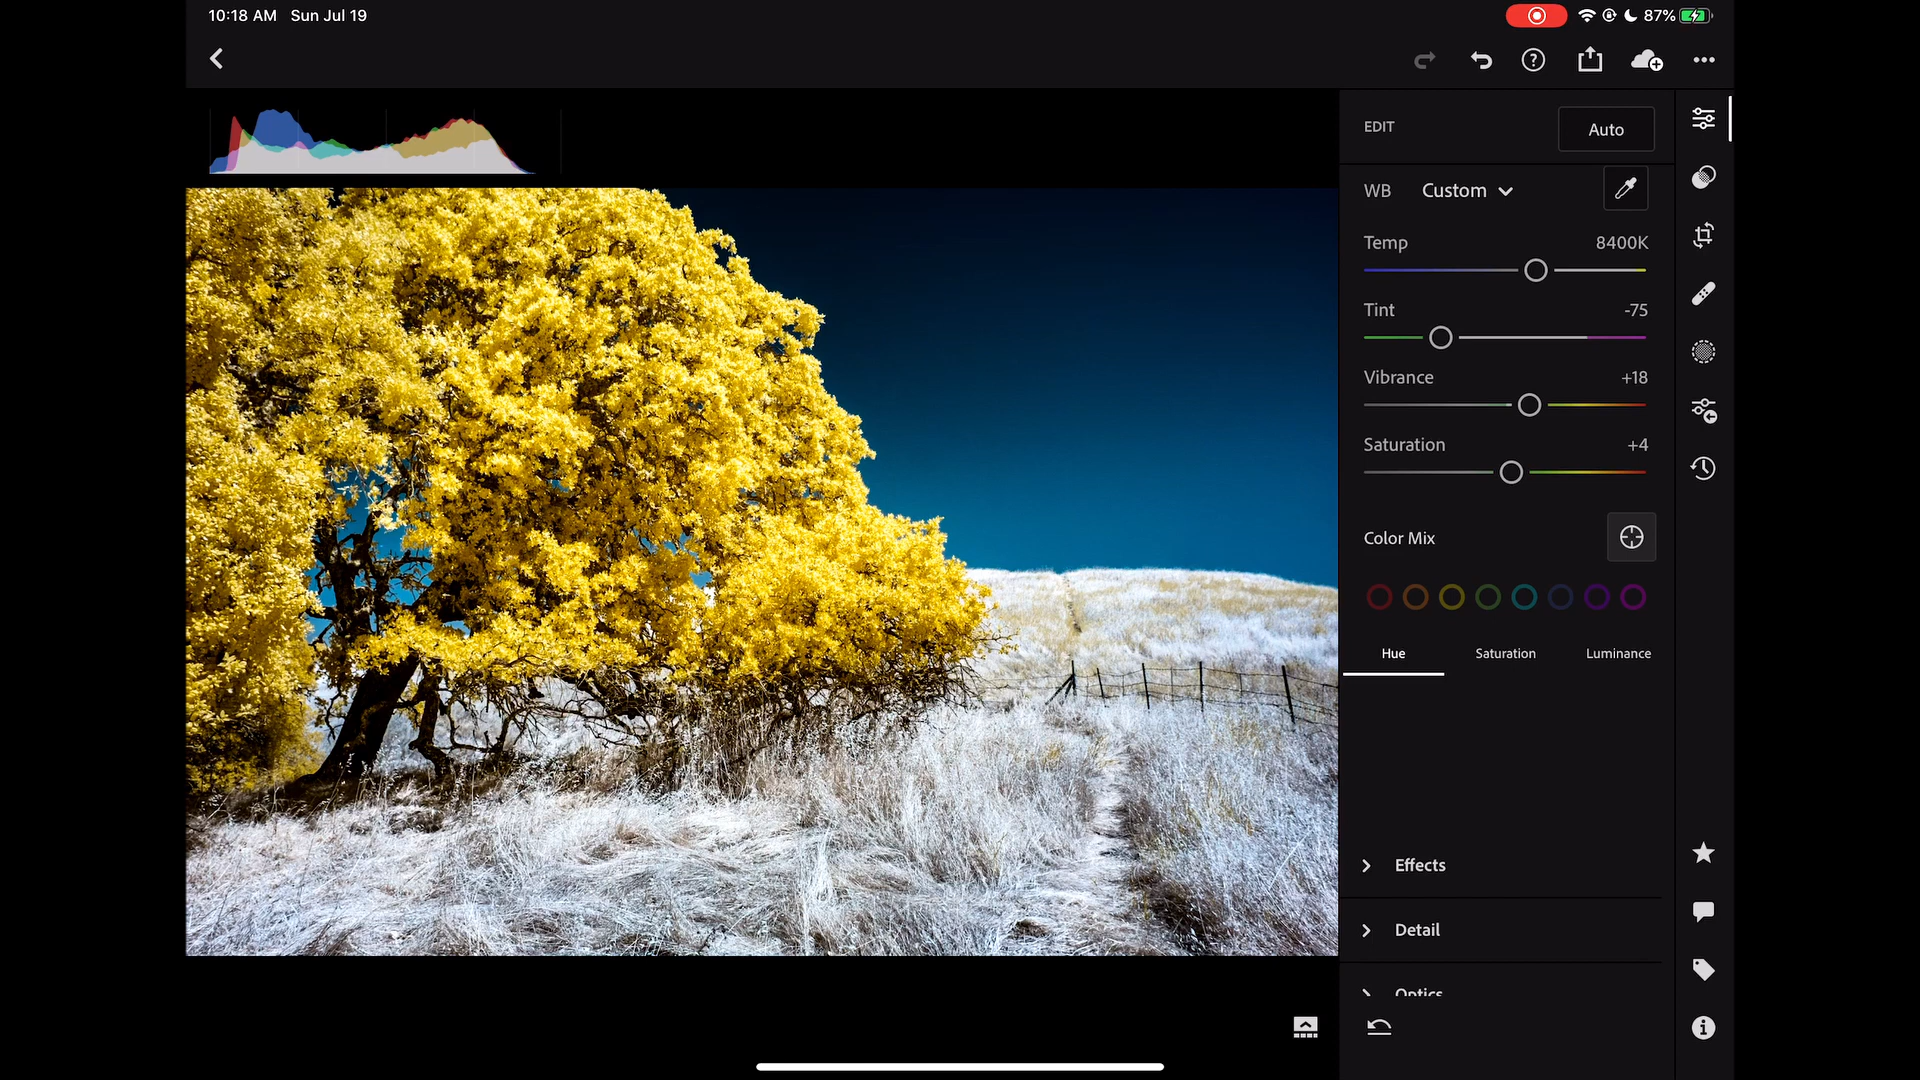 10:18 AM Sun Jul 19
87%
EDIT
Auto
WB Custom
Temp 8400K
Tint -75
Vibrance +18
Saturation +4
Color Mix
Hue Saturation Luminance
Effects
Detail
Optics